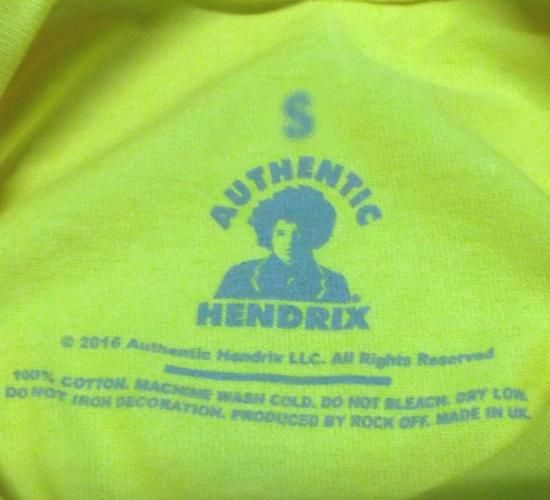 S
AUTHENTIC
HENDRIX
© 2016 Authentic Hendrix LLC. All Rights Reserved
100% COTTON. MACHINE WASH COLD. DO NOT BLEACH. DRY LOW.
DO NOT IRON DECORATION. PRODUCED BY ROCK OFF. MADE IN UK.